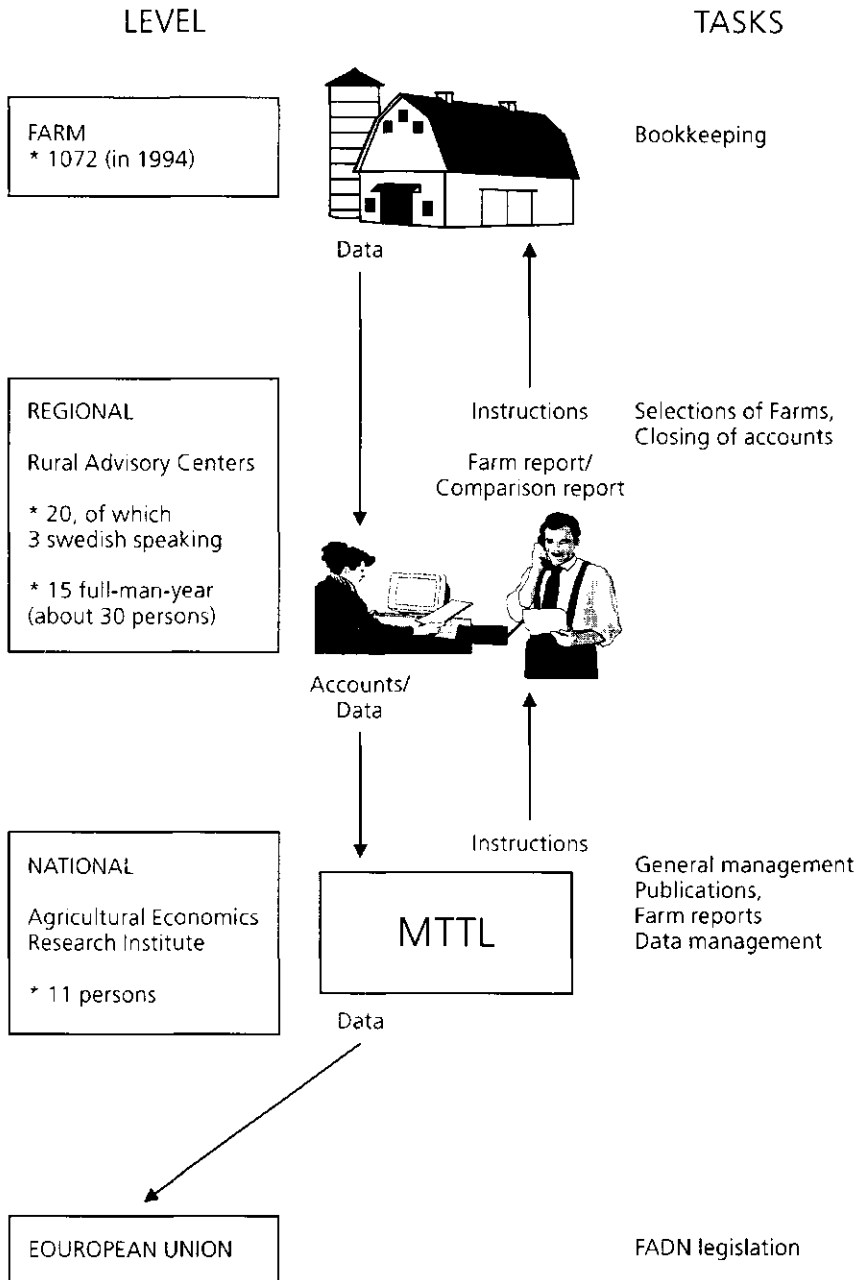 LEVEL
TASKS
FARM
* 1072 (in 1994)
Bookkeeping
Data
REGIONAL
Rural Advisory Centers
* 20, of which
3 swedish speaking
* 15 full-man-year
(about 30 persons)
Instructions
Farm report/
Comparison report
Selections of Farms,
Closing of accounts
Accounts/
Data
Instructions
NATIONAL
Agricultural Economics
Research Institute
* 11 persons
MTTL
General management
Publications,
Farm reports
Data management
Data
EOUROPEAN UNION
FADN legislation